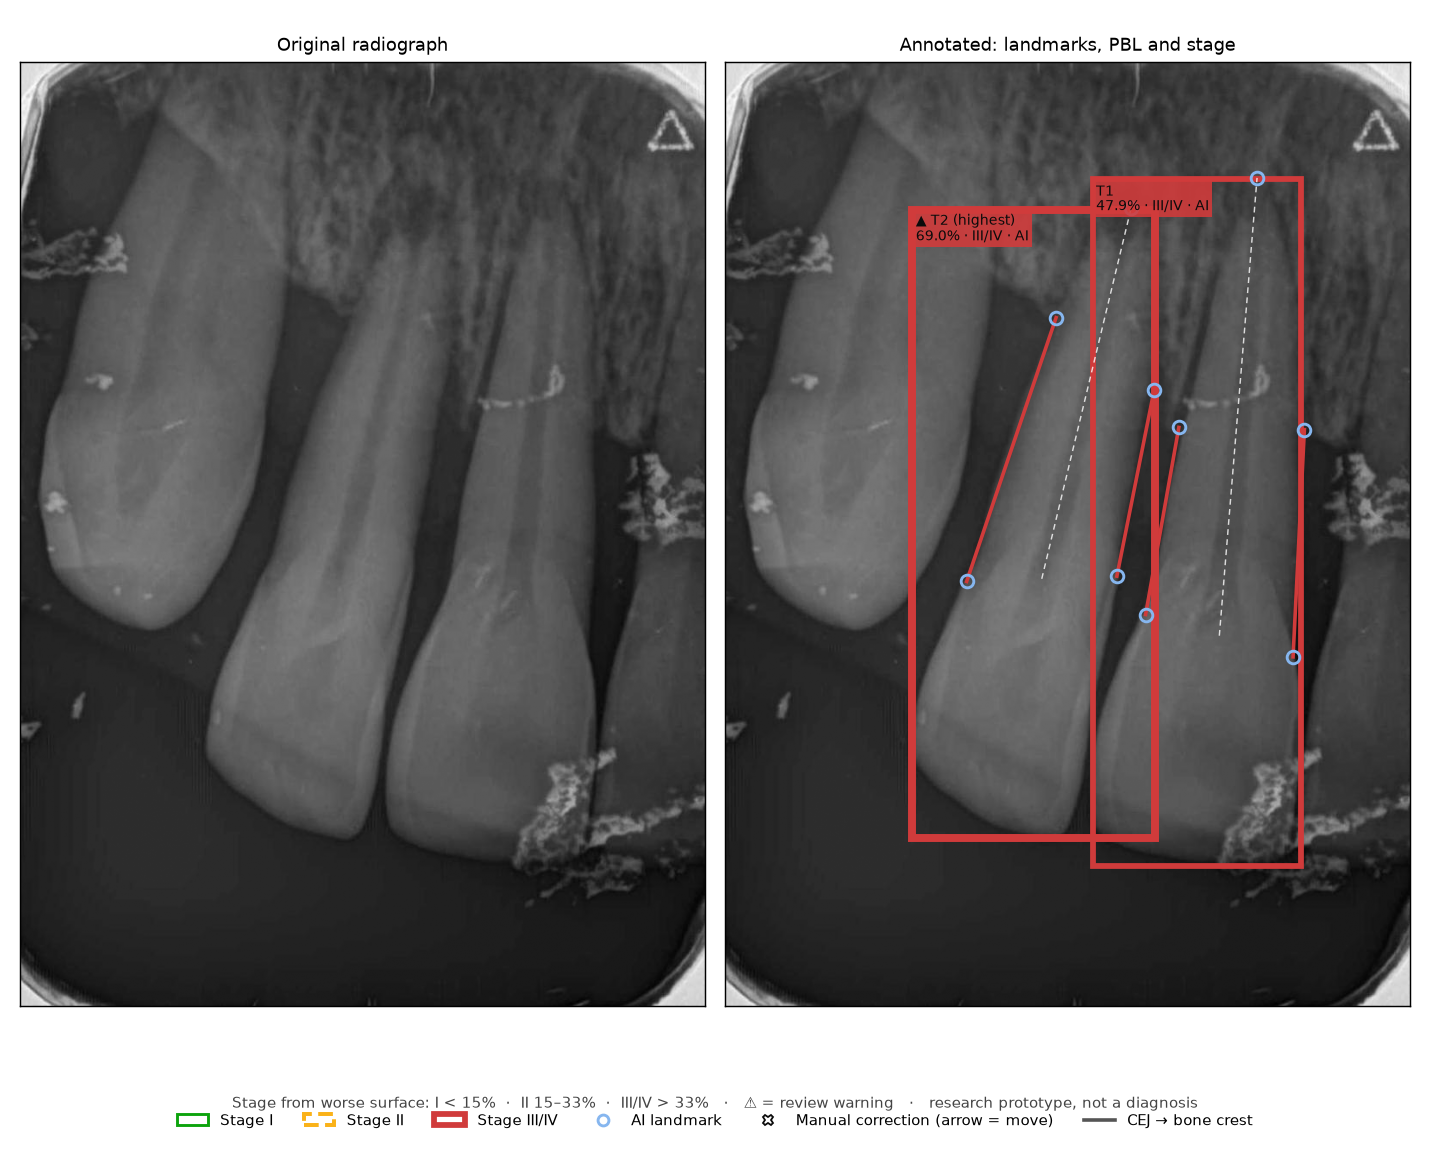 Original radiograph
Annotated: landmarks, PBL and stage
T1
47.9% · III/IV · AI
▲ T2 (highest)
69.0% · III/IV · AI
Stage from worse surface: I < 15% · II 15–33% · III/IV > 33% · ⚠ = review warning · research prototype, not a diagnosis
Stage I
Stage II
Stage III/IV
AI landmark
Manual correction (arrow = move)
CEJ → bone crest